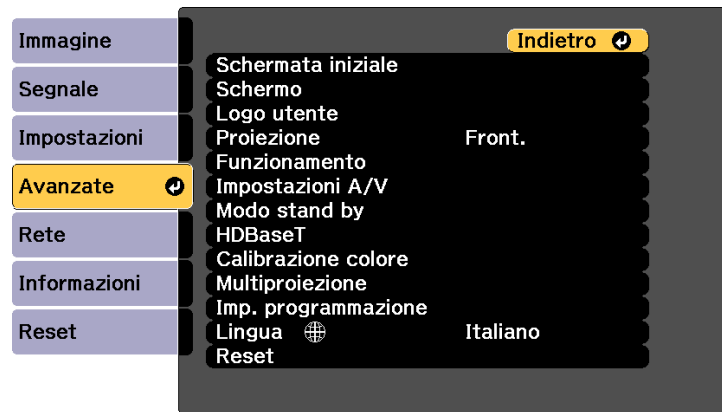 Immagine
Segnale
Impostazioni
Avanzate
Rete
Informazioni
Reset
Indietro
Schermata iniziale
Schermo
Logo utente
Proiezione Front.
Funzionamento
Impostazioni A/V
Modo stand by
HDBaseT
Calibrazione colore
Multiproiezione
Imp. programmazione
Lingua Italiano
Reset